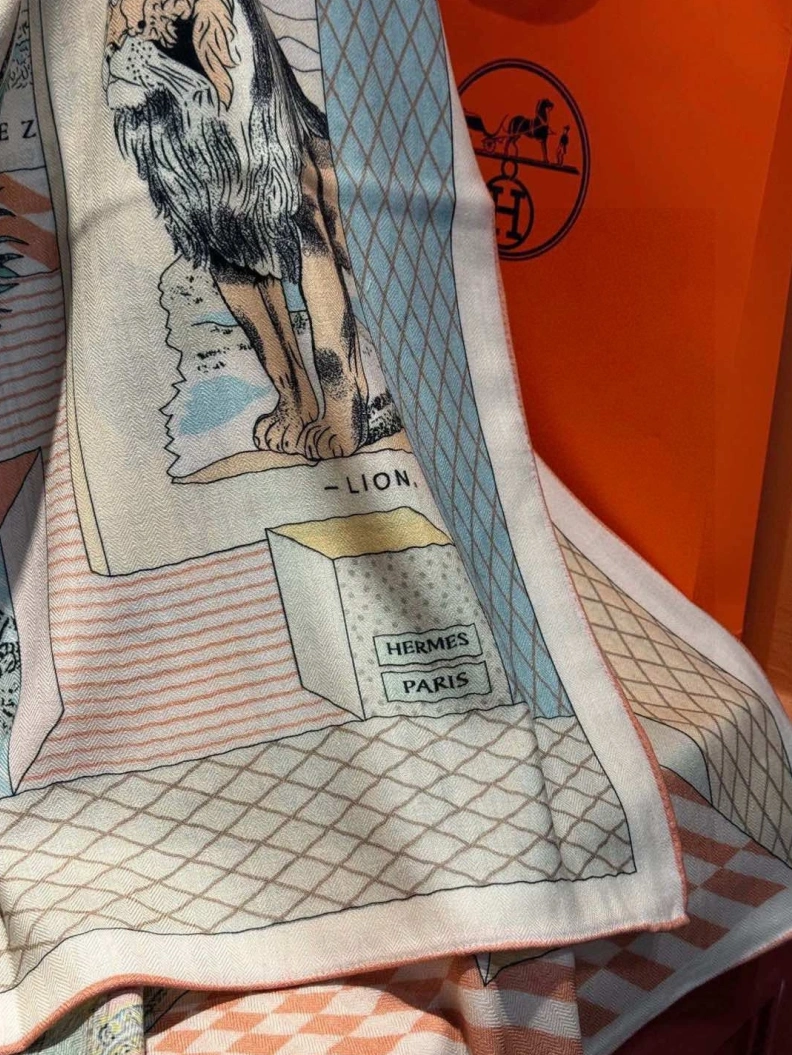 E Z
–LION,
HERMES
PARIS
H